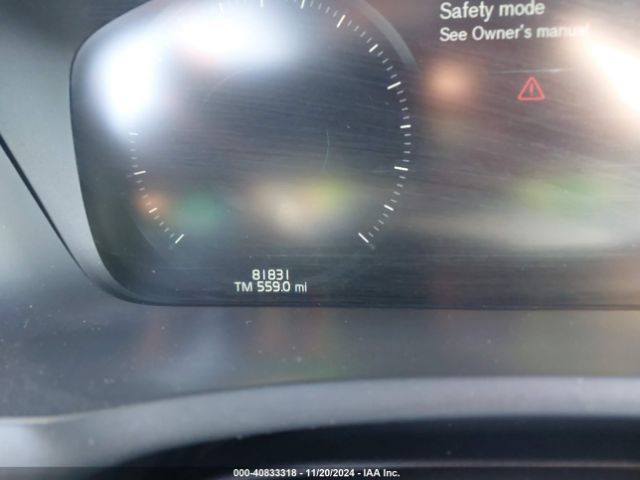 Safety mode
See Owner's manual
81831
TM 559.0 mi
000-40833318 - 11/20/2024 - IAA Inc.